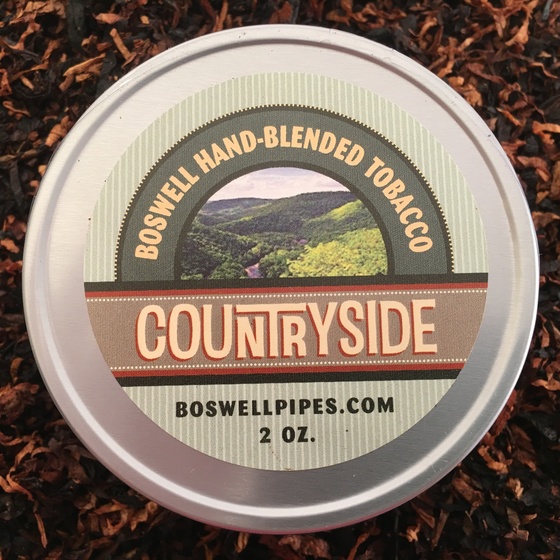 BOSWELL HAND-BLENDED TOBACCO
COUNTRYSIDE
BOSWELLPIPES.COM
2 OZ.